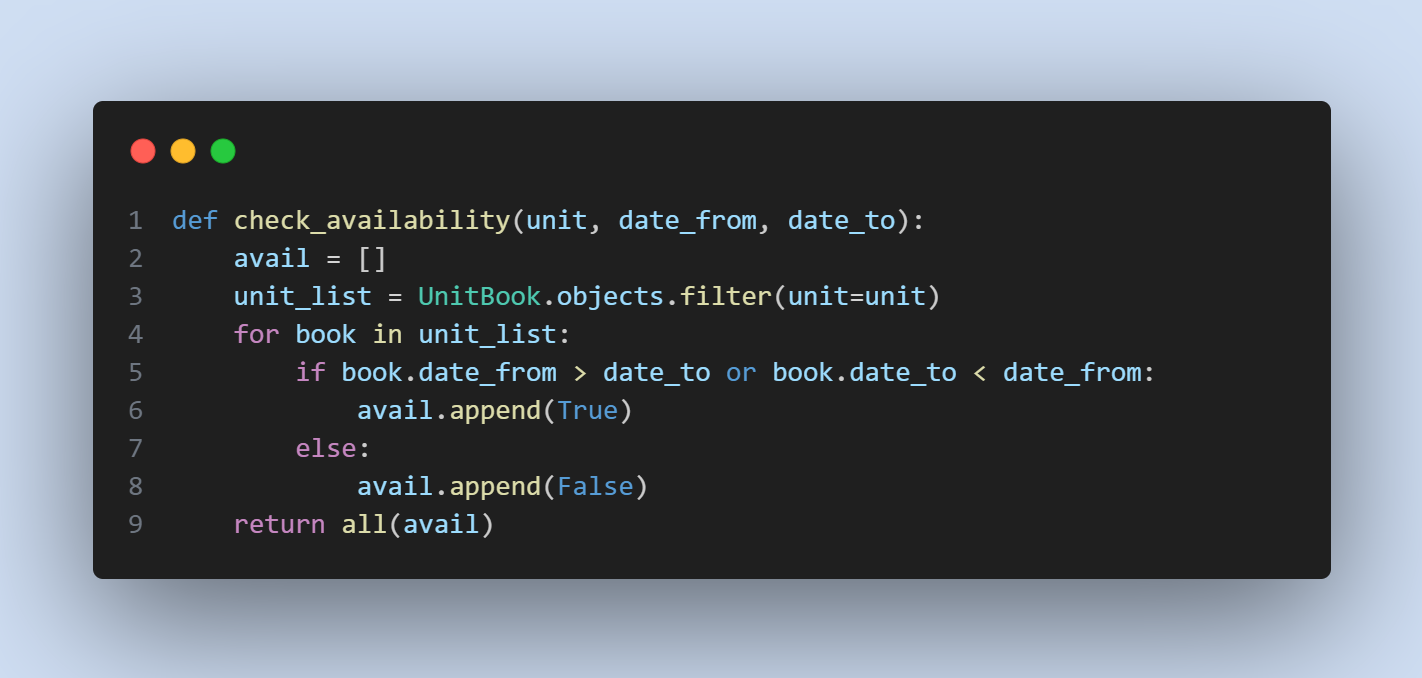 1 def check_availability(unit, date_from, date_to):
2     avail = []
3     unit_list = UnitBook.objects.filter(unit=unit)
4     for book in unit_list:
5         if book.date_from > date_to or book.date_to < date_from:
6             avail.append(True)
7         else:
8             avail.append(False)
9     return all(avail)